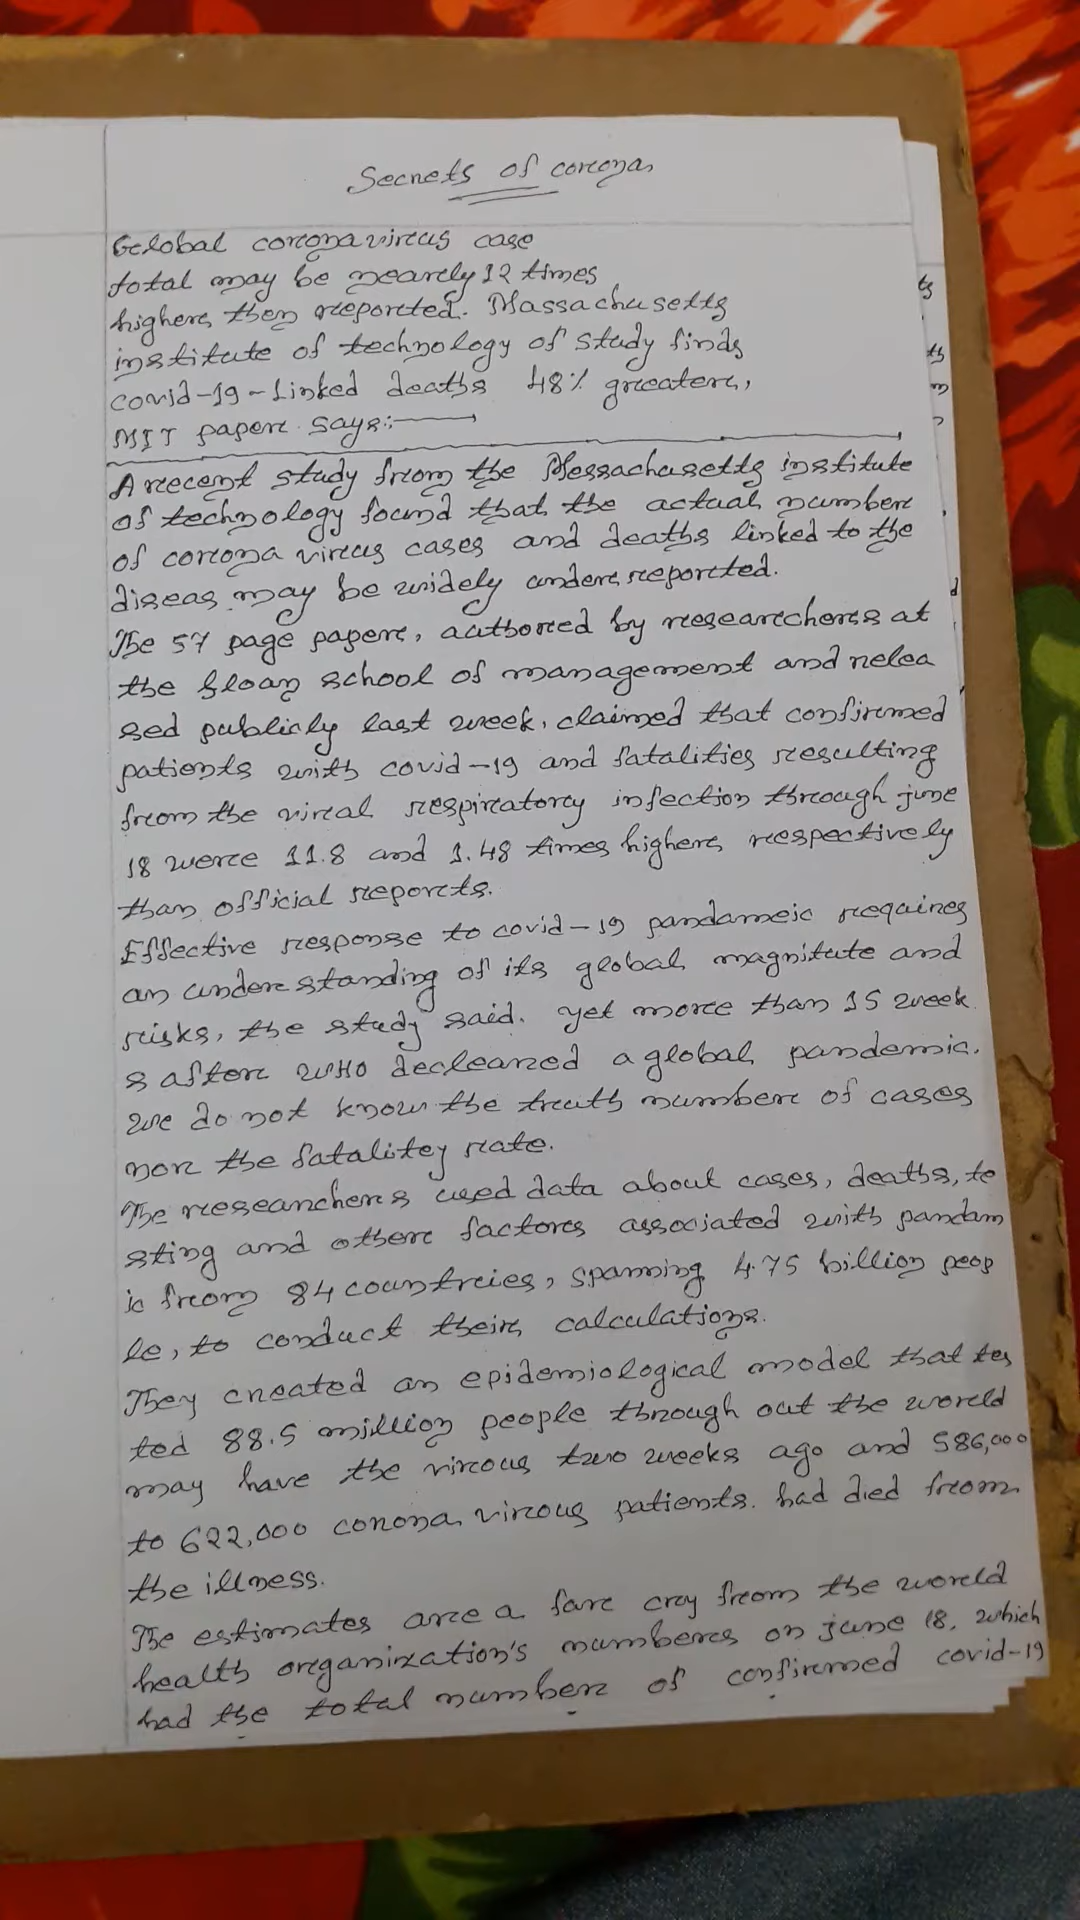 Secrets of corona
Gelobal corona virus case
total may be nearly 12 times
higher then reported. Massachusetts
institute of technology of study finds
covid-19-Linked deaths 48% greater,
MIT paper says:-
A recent study from the Messachusetts institute
of technology found that the actual number
of corona virus cases and deaths linked to the
diseas may be widely under reported.
The 57 page paper, authored by researchers at
the sloan school of management and relea
sed publicly last week, claimed that confirmed
patients with covid-19 and fatalities resulting
from the viral respiratory infection through june
18 were 11.8 and 1.48 times higher respectively
than official reports.
Effective response to covid-19 pandameic requires
an under standing of its global magnitute and
risks, the study said. yet more than 15 week
s after WHO decleared a global pandemic.
we do not know the truth number of cases
nor the fatalitey rate.
The researchers used data about cases, deaths, te
sting and other factors associated with pandam
ic from 84 countries, spanning 4.75 billion peop
le, to conduct their calculations.
They created an epidemiological model that tes
ted 88.5 million people through out the world
may have the virous two weeks ago and 586,000
to 622,000 corona virous patients. had died from
the illness.
The estimates are a far cry from the world
health organization's numbers on june 18, which
had the total number of confirmed covid-19